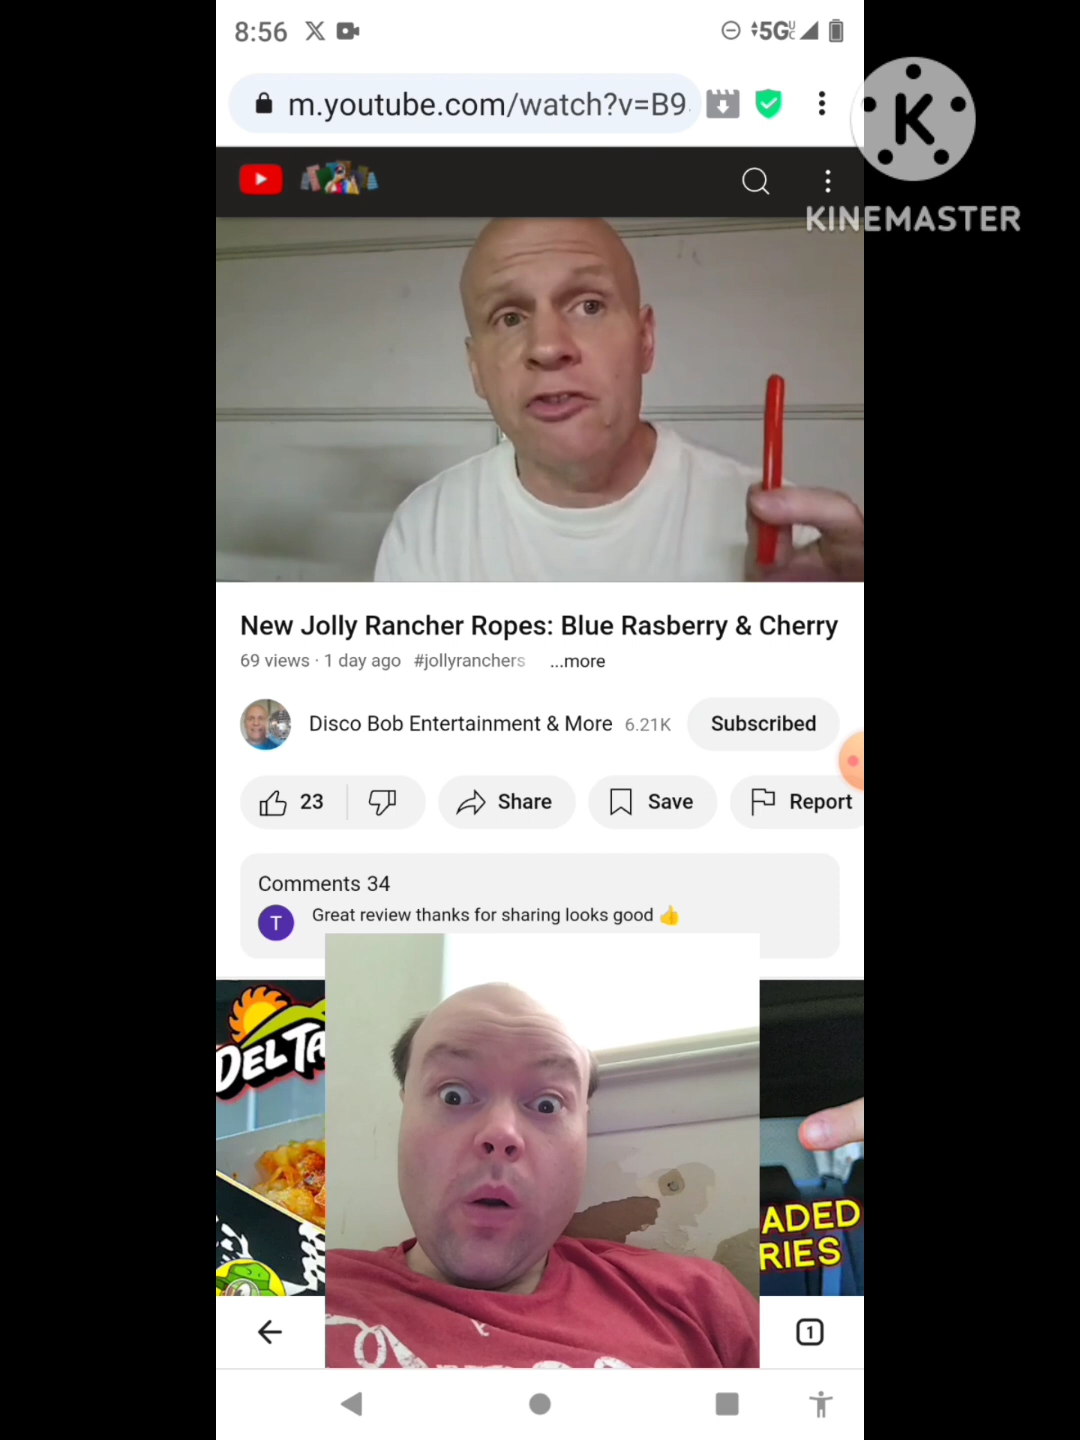 8:56
5G
m.youtube.com/watch?v=B9
K
KINEMASTER
New Jolly Rancher Ropes: Blue Rasberry & Cherry
69 views · 1 day ago #jollyranchers ...more
Disco Bob Entertainment & More 6.21K Subscribed
23 Share Save Report
Comments 34
T Great review thanks for sharing looks good 👍
DEL TA
ADED
RIES
1